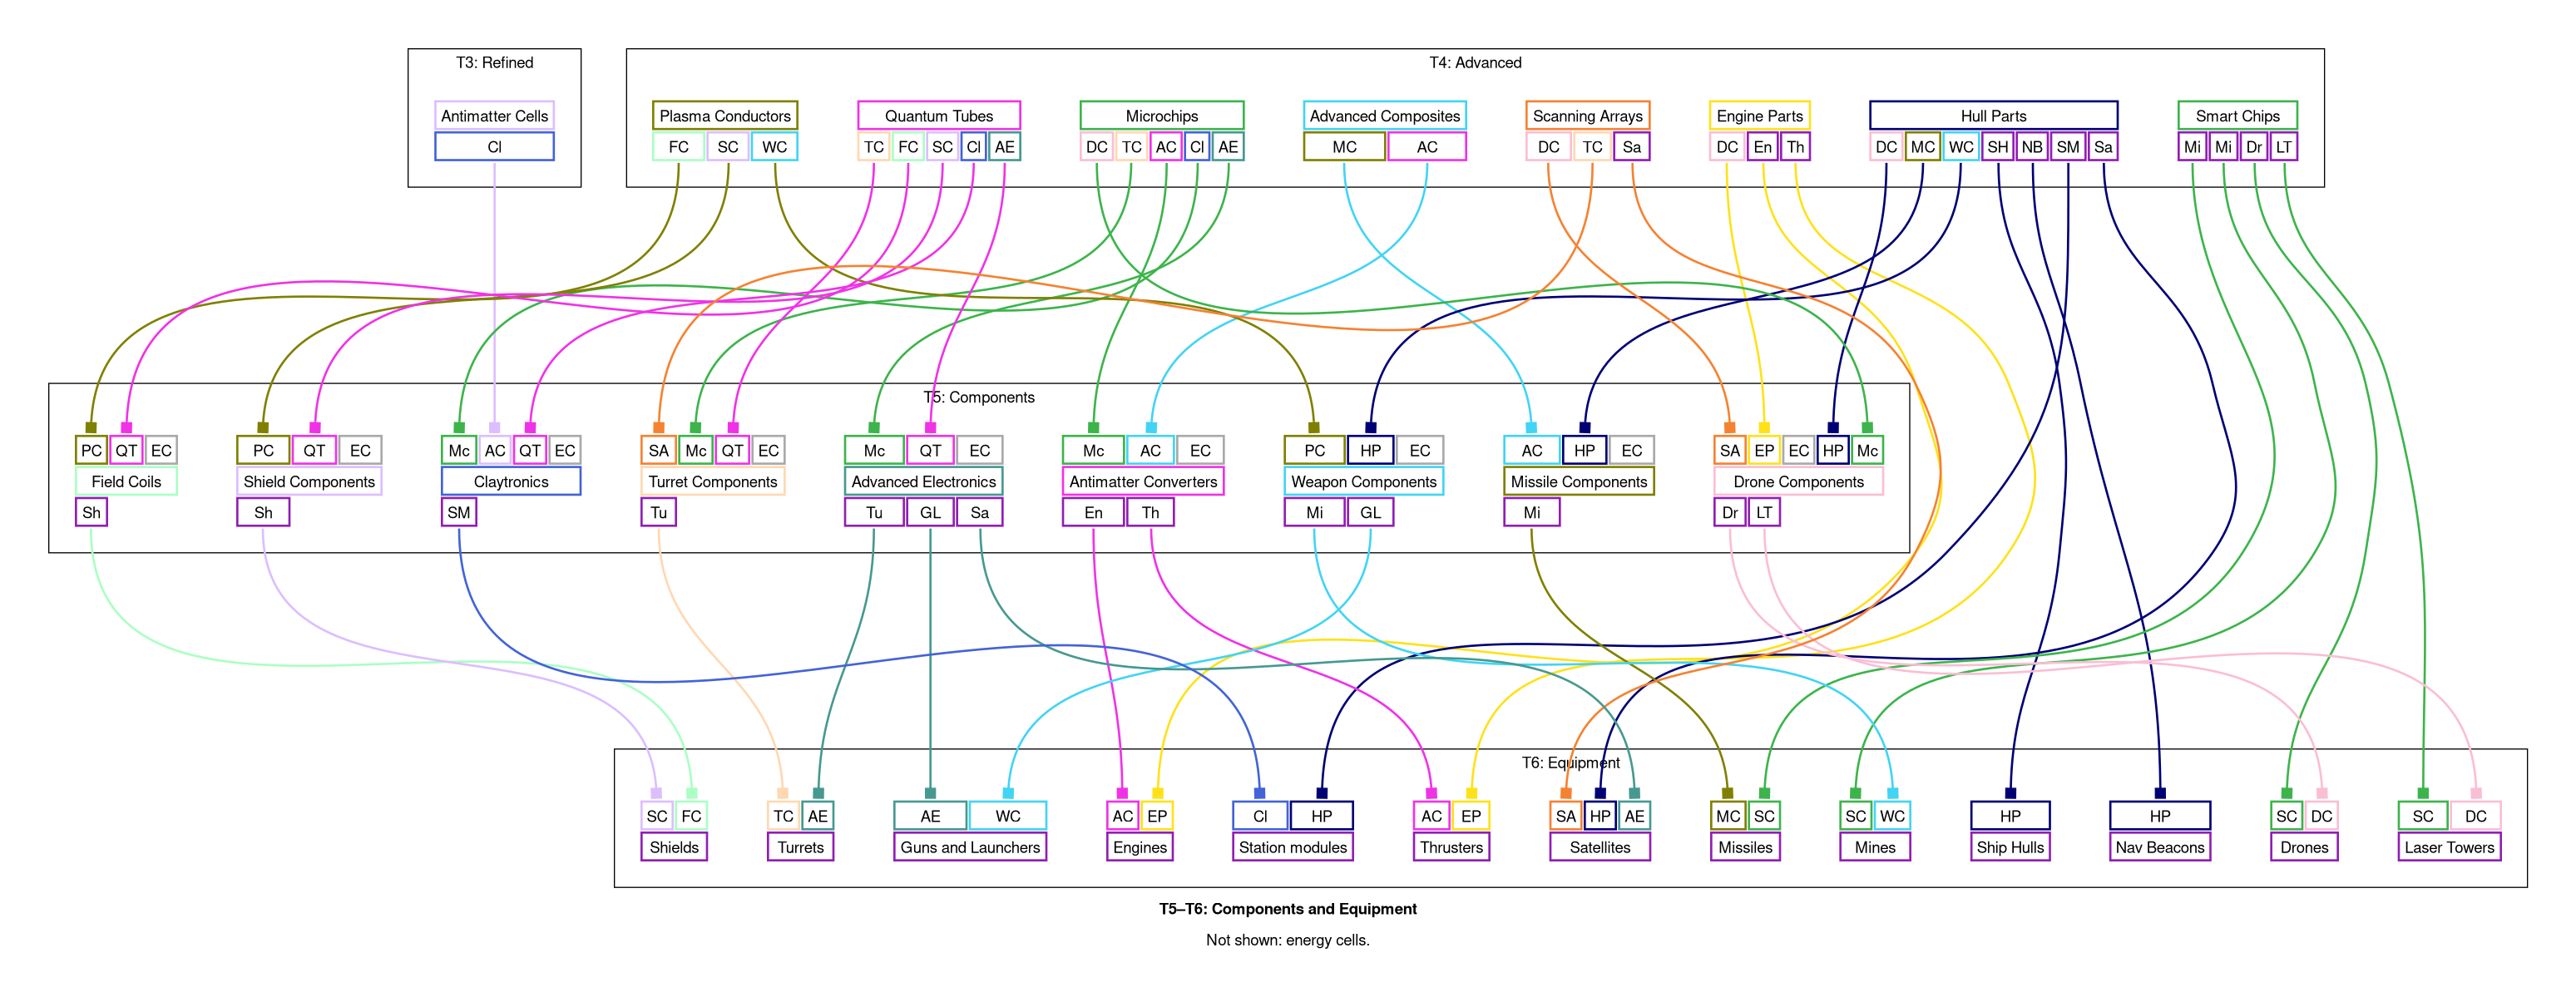 T3: Refined
T4: Advanced
Antimatter Cells
Plasma Conductors
Quantum Tubes
Microchips
Advanced Composites
Scanning Arrays
Engine Parts
Hull Parts
Smart Chips
Cl
FC SC WC
TC FC SC Cl AE
DC TC AC Cl AE
MC AC
DC TC Sa
DC En Th
DC MC WC SH NB SM Sa
Mi Mi Dr LT
T5: Components
PC QT EC
PC QT EC
Mc AC QT EC
SA Mc QT EC
Mc QT EC
Mc AC EC
PC HP EC
AC HP EC
SA EP EC HP Mc
Field Coils
Shield Components
Claytronics
Turret Components
Advanced Electronics
Antimatter Converters
Weapon Components
Missile Components
Drone Components
Sh
Sh
SM
Tu
Tu GL Sa
En Th
Mi GL
Mi
Dr LT
T6: Equipment
SC FC
TC AE
AE WC
AC EP
Cl HP
AC EP
SA HP AE
MC SC
SC WC
HP
HP
SC DC
SC DC
Shields
Turrets
Guns and Launchers
Engines
Station modules
Thrusters
Satellites
Missiles
Mines
Ship Hulls
Nav Beacons
Drones
Laser Towers
T5–T6: Components and Equipment
Not shown: energy cells.